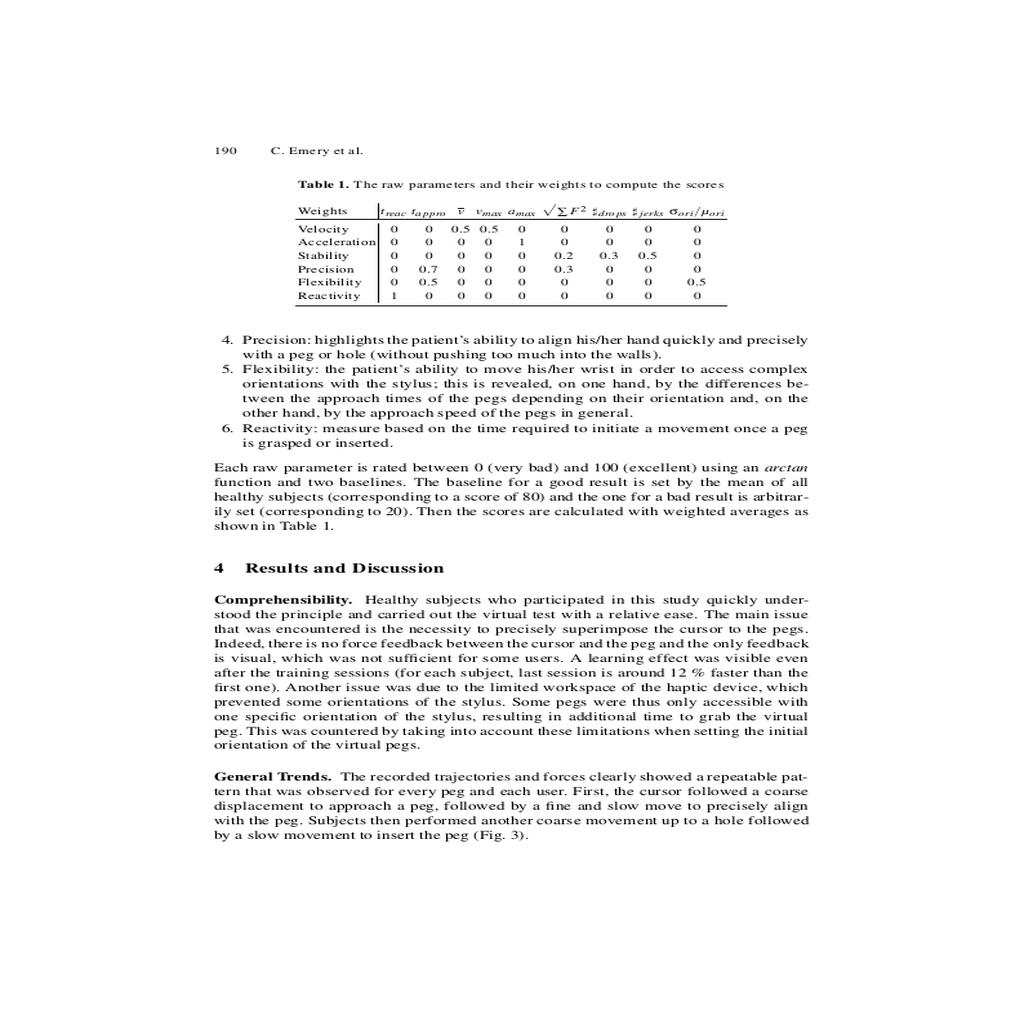 190 C. Emery et al.
Table 1. The raw parameters and their weights to compute the scores
Weights t_reac t_appro v̅ v_max a_max √∑F² ♯drops ♯jerks σ_ori/μ_ori
Velocity 0 0 0.5 0.5 0 0 0 0 0
Acceleration 0 0 0 0 1 0 0 0 0
Stability 0 0 0 0 0 0.2 0.3 0.5 0
Precision 0 0.7 0 0 0 0.3 0 0 0
Flexibility 0 0.5 0 0 0 0 0 0 0.5
Reactivity 1 0 0 0 0 0 0 0 0
4. Precision: highlights the patient's ability to align his/her hand quickly and precisely
with a peg or hole (without pushing too much into the walls).
5. Flexibility: the patient's ability to move his/her wrist in order to access complex
orientations with the stylus; this is revealed, on one hand, by the differences be-
tween the approach times of the pegs depending on their orientation and, on the
other hand, by the approach speed of the pegs in general.
6. Reactivity: measure based on the time required to initiate a movement once a peg
is grasped or inserted.
Each raw parameter is rated between 0 (very bad) and 100 (excellent) using an arctan
function and two baselines. The baseline for a good result is set by the mean of all
healthy subjects (corresponding to a score of 80) and the one for a bad result is arbitrar-
ily set (corresponding to 20). Then the scores are calculated with weighted averages as
shown in Table 1.
4 Results and Discussion
Comprehensibility. Healthy subjects who participated in this study quickly under-
stood the principle and carried out the virtual test with a relative ease. The main issue
that was encountered is the necessity to precisely superimpose the cursor to the pegs.
Indeed, there is no force feedback between the cursor and the peg and the only feedback
is visual, which was not sufficient for some users. A learning effect was visible even
after the training sessions (for each subject, last session is around 12 % faster than the
first one). Another issue was due to the limited workspace of the haptic device, which
prevented some orientations of the stylus. Some pegs were thus only accessible with
one specific orientation of the stylus, resulting in additional time to grab the virtual
peg. This was countered by taking into account these limitations when setting the initial
orientation of the virtual pegs.
General Trends. The recorded trajectories and forces clearly showed a repeatable pat-
tern that was observed for every peg and each user. First, the cursor followed a coarse
displacement to approach a peg, followed by a fine and slow move to precisely align
with the peg. Subjects then performed another coarse movement up to a hole followed
by a slow movement to insert the peg (Fig. 3).